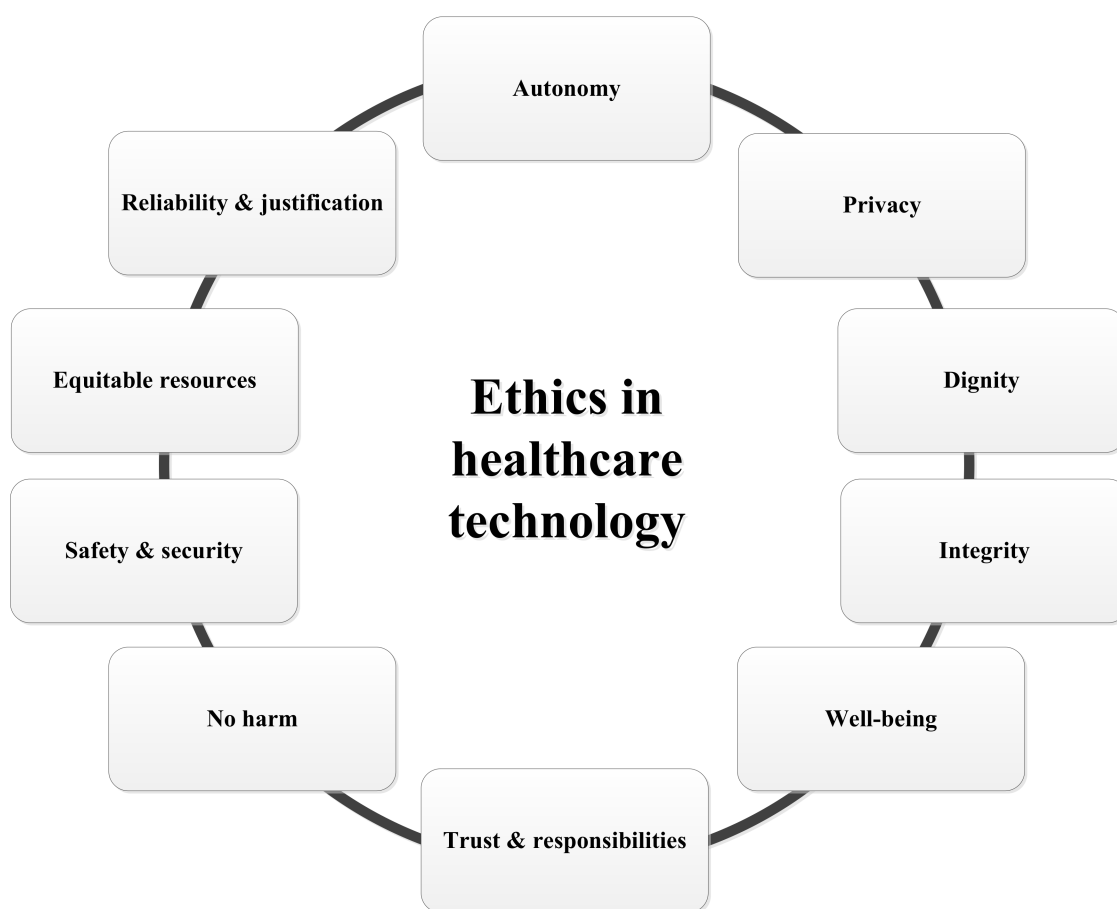 Autonomy
Privacy
Dignity
Integrity
Well-being
Trust & responsibilities
No harm
Safety & security
Equitable resources
Reliability & justification
Ethics in
healthcare
technology